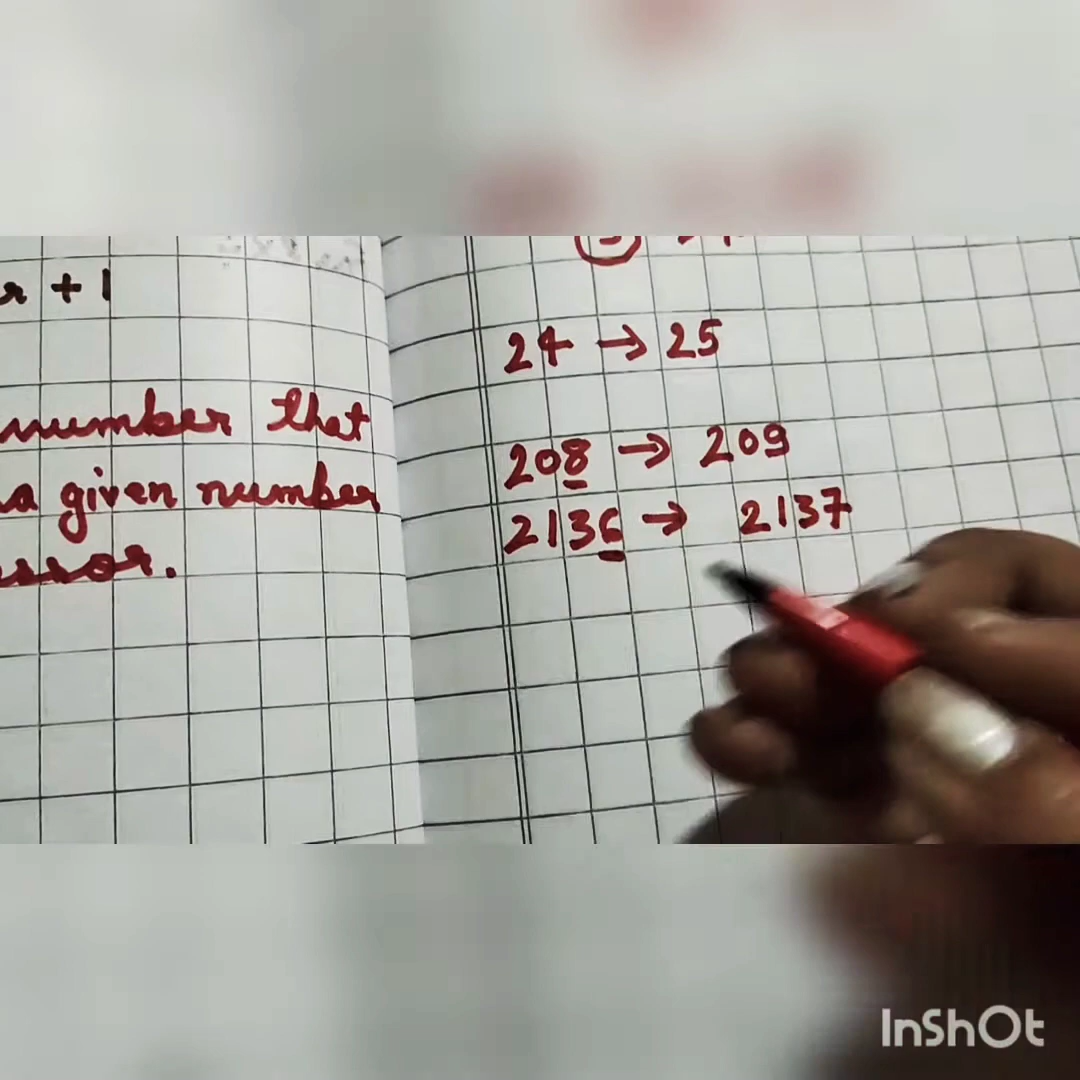 +1
number that
a given number
24 → 25
208 → 209
2136 → 2137
InShOt